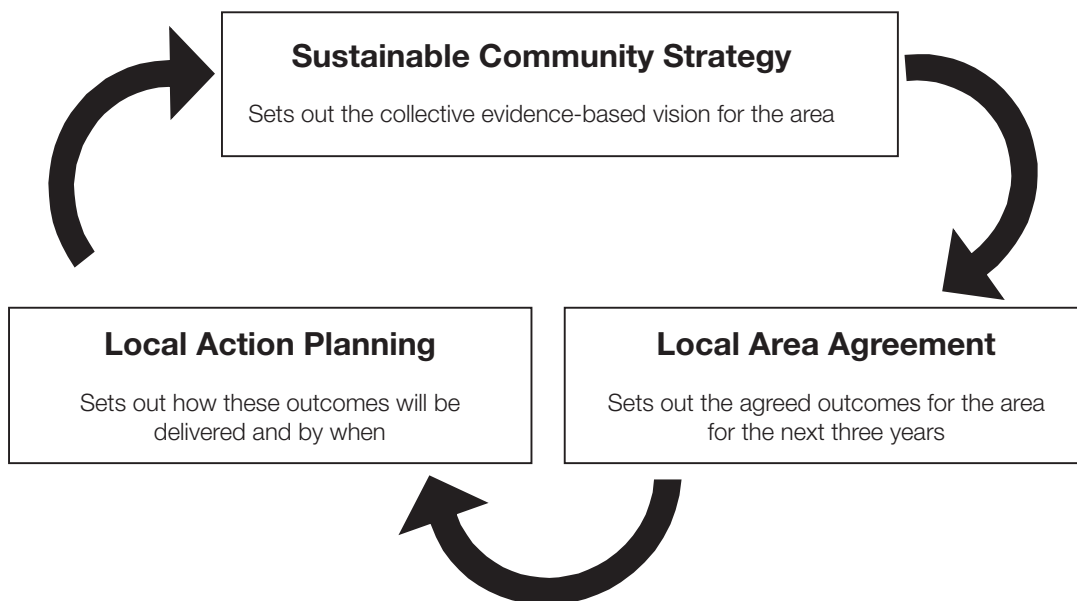 Sustainable Community Strategy
Sets out the collective evidence-based vision for the area
Local Action Planning
Sets out how these outcomes will be
delivered and by when
Local Area Agreement
Sets out the agreed outcomes for the area
for the next three years